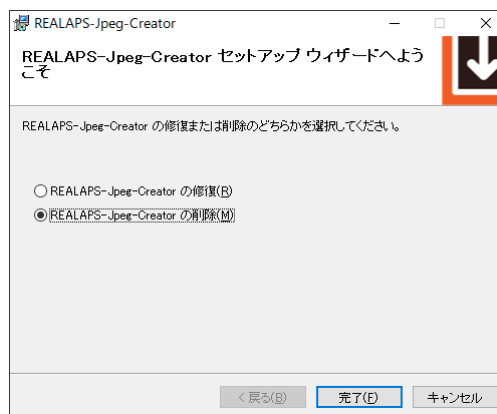 REALAPS-Jpeg-Creator
REALAPS-Jpeg-Creator セットアップ ウィザードへよう
こそ
REALAPS-Jpeg-Creator の修復または削除のどちらかを選択してください。
REALAPS-Jpeg-Creator の修復(R)
REALAPS-Jpeg-Creator の削除(M)
< 戻る(B)
完了(F)
キャンセル